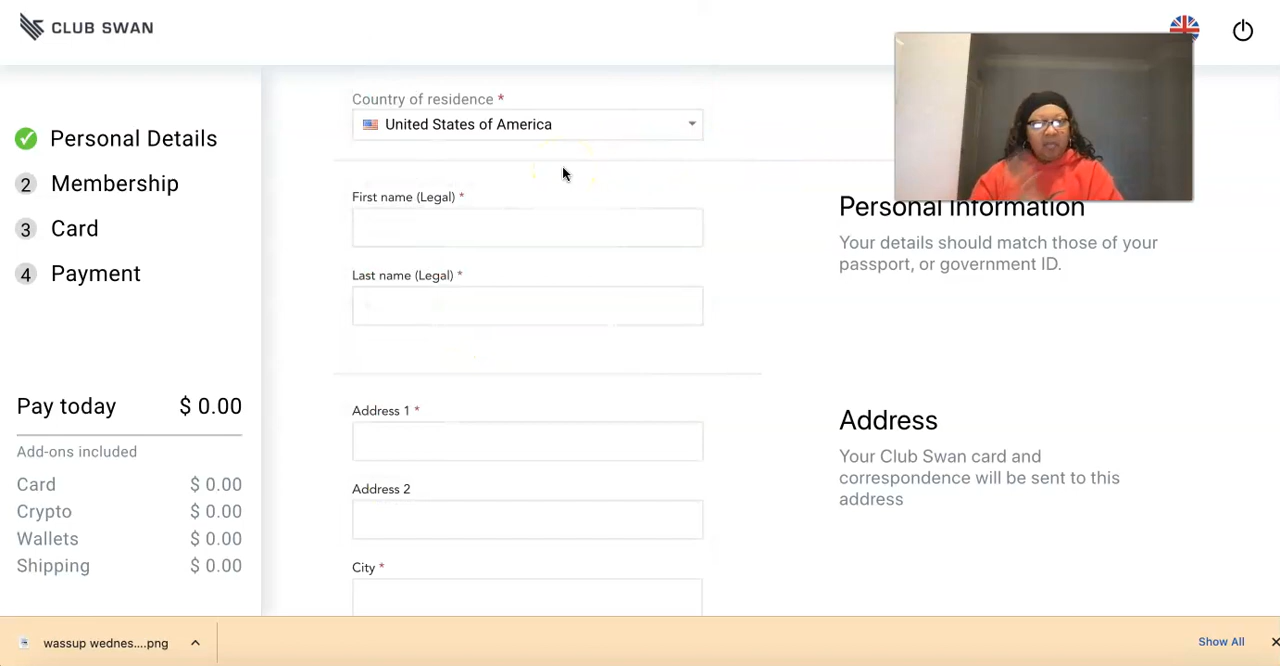 CLUB SWAN
Personal Details
2 Membership
3 Card
4 Payment
Pay today $ 0.00
Add-ons included
Card $ 0.00
Crypto $ 0.00
Wallets $ 0.00
Shipping $ 0.00
Country of residence *
United States of America
First name (Legal) *
Last name (Legal) *
Address 1 *
Address 2
City *
Personal Information
Your details should match those of your
passport, or government ID.
Address
Your Club Swan card and
correspondence will be sent to this
address
wassup wednes....png
Show All